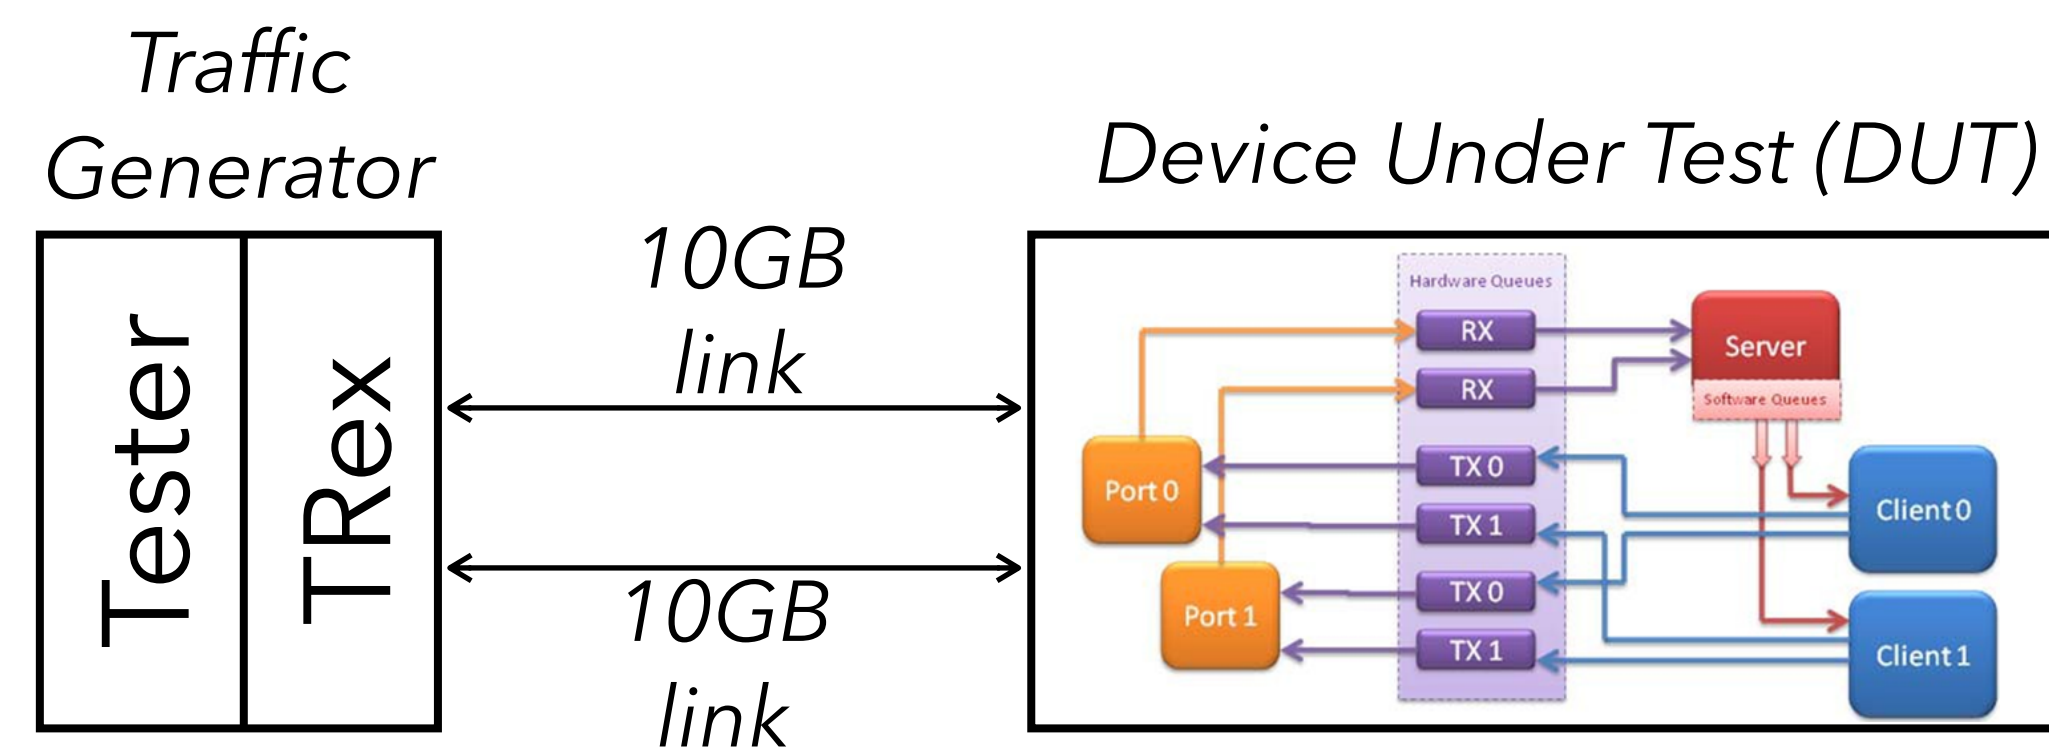 Traffic
Generator
Tester
TRex
10GB
link
10GB
link
Device Under Test (DUT)
Hardware Queues
RX
RX
TX 0
TX 1
TX 0
TX 1
Server
Software Queues
Port 0
Port 1
Client 0
Client 1